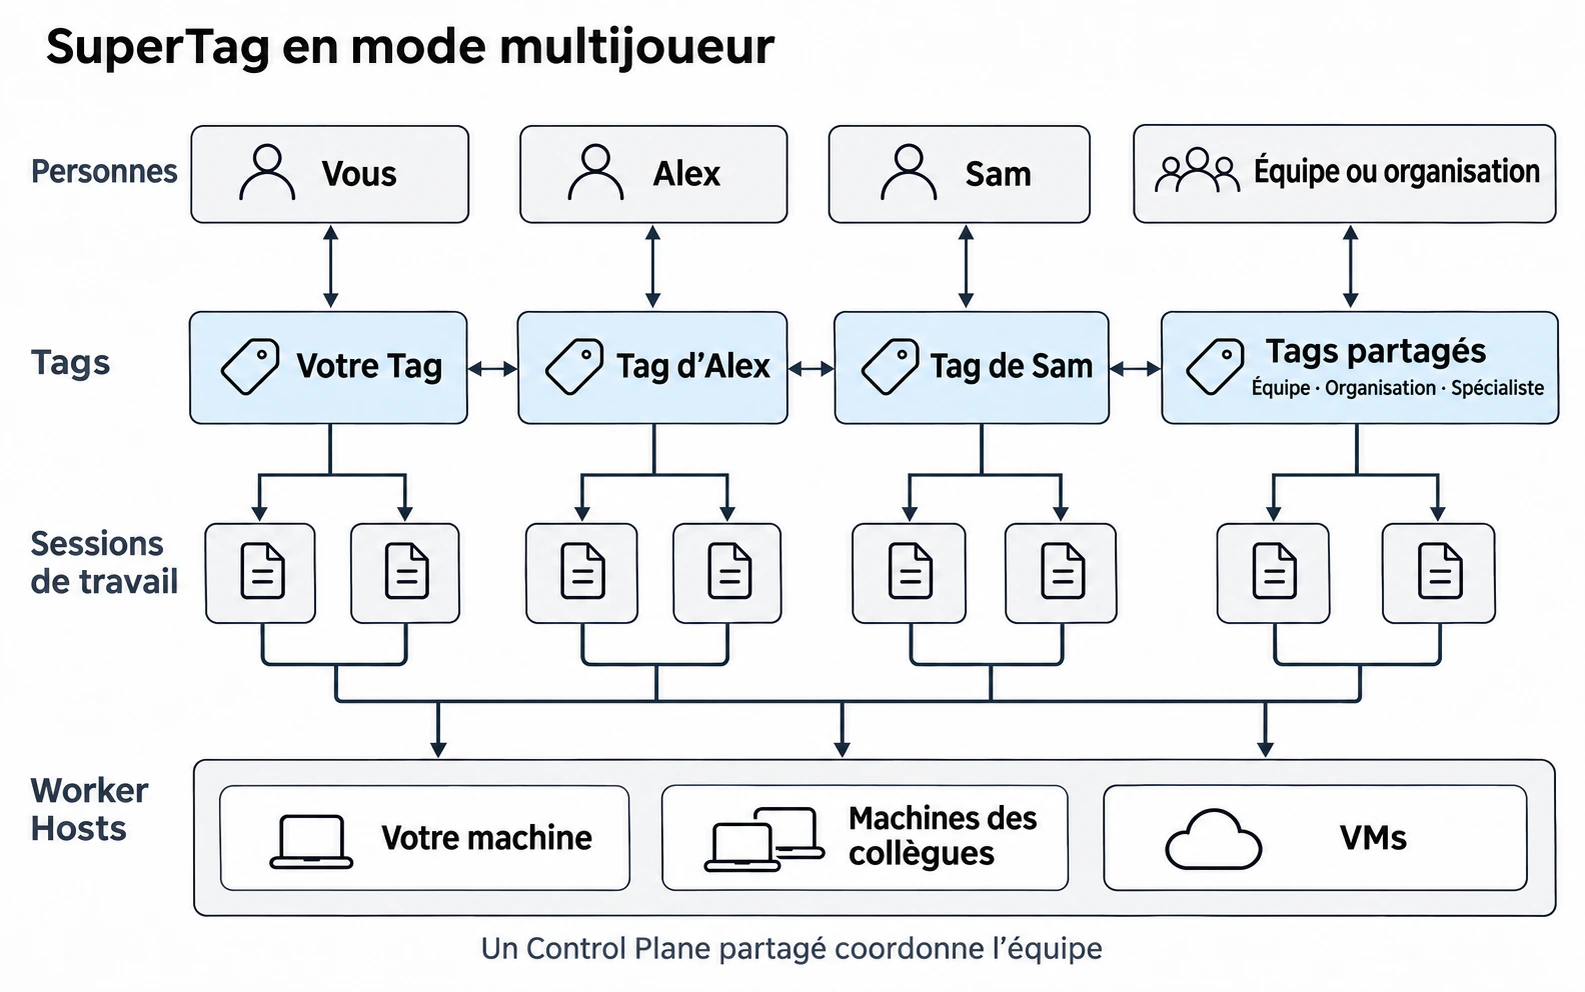 SuperTag en mode multijoueur
Personnes
Vous
Alex
Sam
Équipe ou organisation
Tags
Votre Tag
Tag d’Alex
Tag de Sam
Tags partagés
Équipe · Organisation · Spécialiste
Sessions
de travail
Worker
Hosts
Votre machine
Machines des
collègues
VMs
Un Control Plane partagé coordonne l’équipe